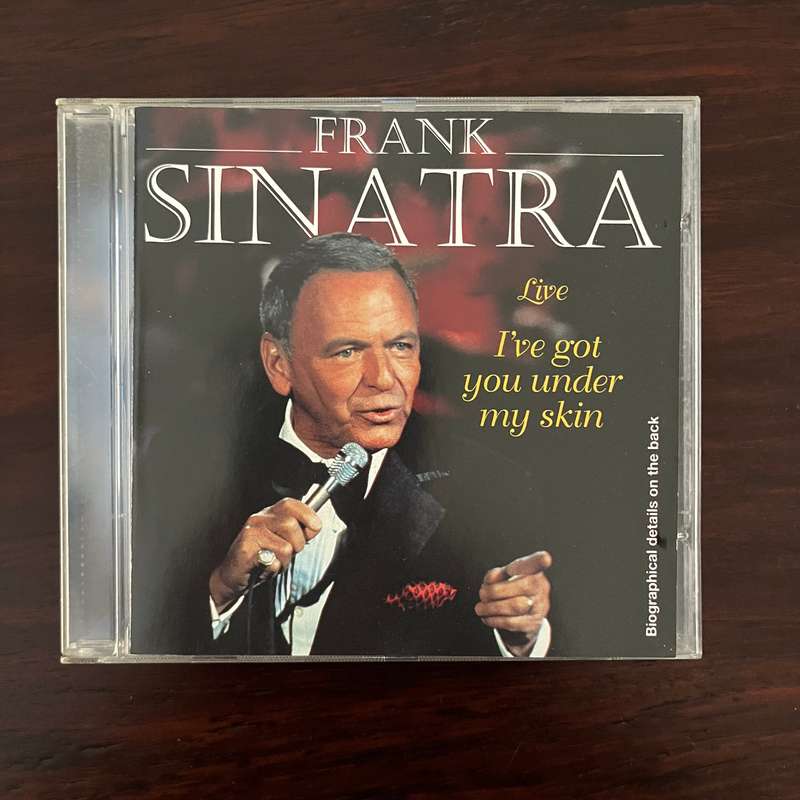 FRANK
SINATRA
Live
I've got
you under
my skin
Biographical details on the back